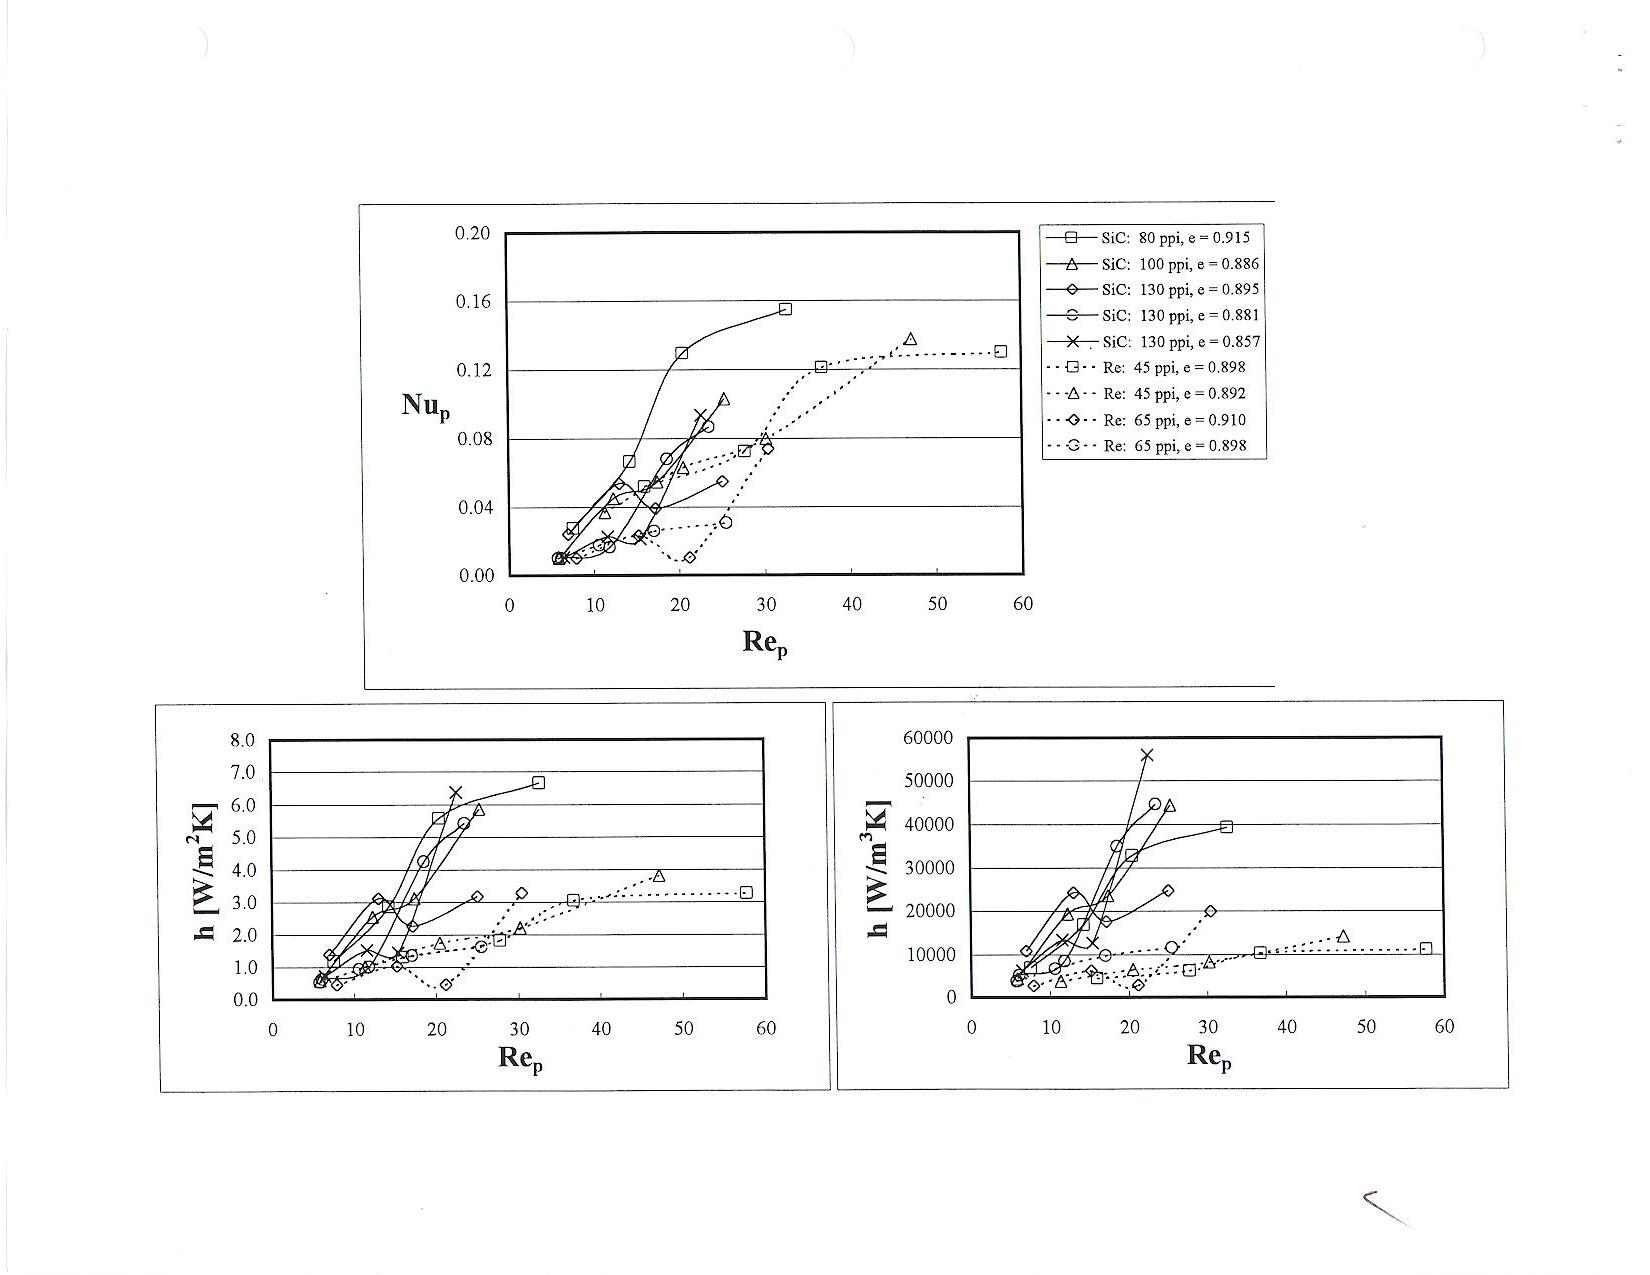 0.20
0.16
0.12
0.08
0.04
0.00
Nup
0 10 20 30 40 50 60
Rep
SiC: 80 ppi, e = 0.915
SiC: 100 ppi, e = 0.886
SiC: 130 ppi, e = 0.895
SiC: 130 ppi, e = 0.881
SiC: 130 ppi, e = 0.857
Re: 45 ppi, e = 0.898
Re: 45 ppi, e = 0.892
Re: 65 ppi, e = 0.910
Re: 65 ppi, e = 0.898
8.0
7.0
6.0
5.0
4.0
3.0
2.0
1.0
0.0
h [W/m²K]
0 10 20 30 40 50 60
Rep
60000
50000
40000
30000
20000
10000
0
h [W/m³K]
0 10 20 30 40 50 60
Rep